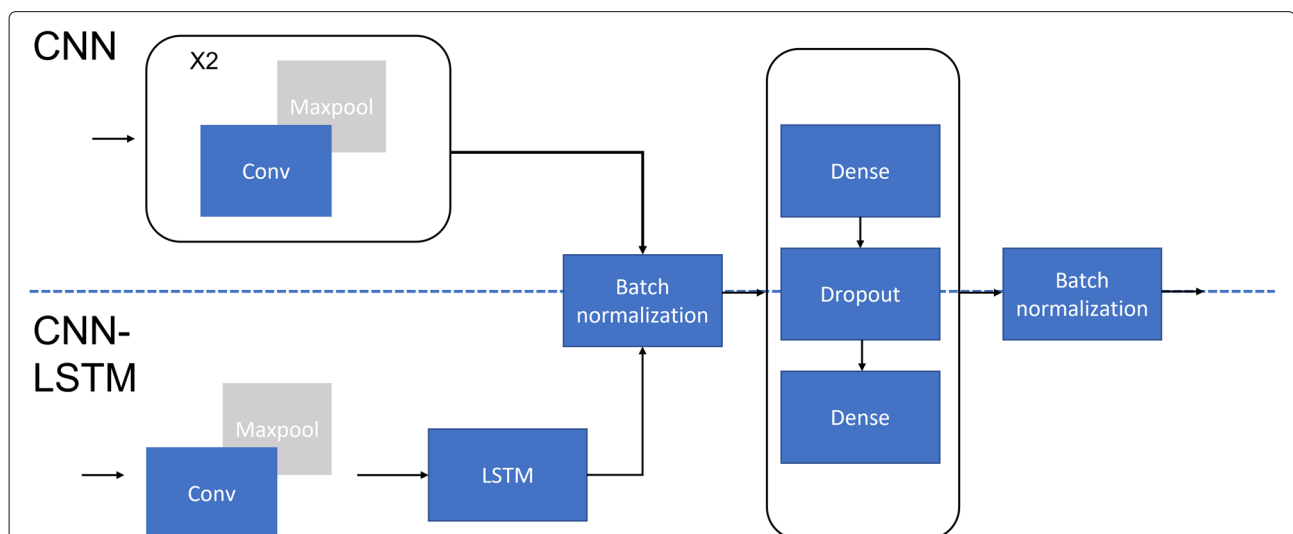 CNN
X2
Maxpool
Conv
Dense
Batch
normalization
Dropout
Batch
normalization
CNN-
LSTM
Maxpool
Conv
LSTM
Dense